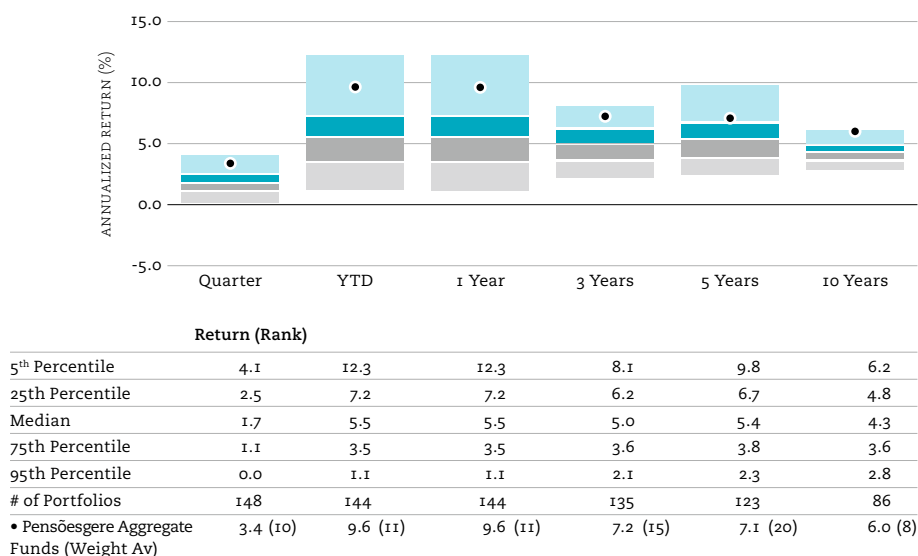 15.0
10.0
5.0
0.0
-5.0
ANNUALIZED RETURN (%)
Quarter YTD 1 Year 3 Years 5 Years 10 Years
Return (Rank)
5th Percentile 4.1 12.3 12.3 8.1 9.8 6.2
25th Percentile 2.5 7.2 7.2 6.2 6.7 4.8
Median 1.7 5.5 5.5 5.0 5.4 4.3
75th Percentile 1.1 3.5 3.5 3.6 3.8 3.6
95th Percentile 0.0 1.1 1.1 2.1 2.3 2.8
# of Portfolios 148 144 144 135 123 86
• Pensõesgere Aggregate 3.4 (10) 9.6 (11) 9.6 (11) 7.2 (15) 7.1 (20) 6.0 (8)
Funds (Weight Av)